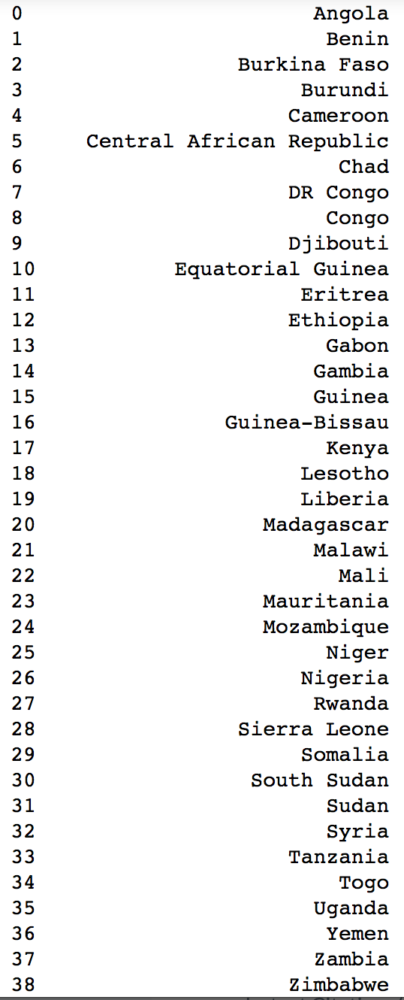 0 Angola
1 Benin
2 Burkina Faso
3 Burundi
4 Cameroon
5 Central African Republic
6 Chad
7 DR Congo
8 Congo
9 Djibouti
10 Equatorial Guinea
11 Eritrea
12 Ethiopia
13 Gabon
14 Gambia
15 Guinea
16 Guinea-Bissau
17 Kenya
18 Lesotho
19 Liberia
20 Madagascar
21 Malawi
22 Mali
23 Mauritania
24 Mozambique
25 Niger
26 Nigeria
27 Rwanda
28 Sierra Leone
29 Somalia
30 South Sudan
31 Sudan
32 Syria
33 Tanzania
34 Togo
35 Uganda
36 Yemen
37 Zambia
38 Zimbabwe